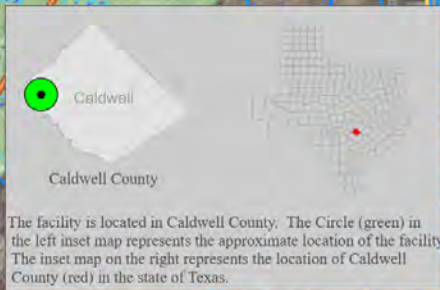 Caldwell
Caldwell County
The facility is located in Caldwell County. The Circle (green) in
the left inset map represents the approximate location of the facility
The inset map on the right represents the location of Caldwell
County (red) in the state of Texas.